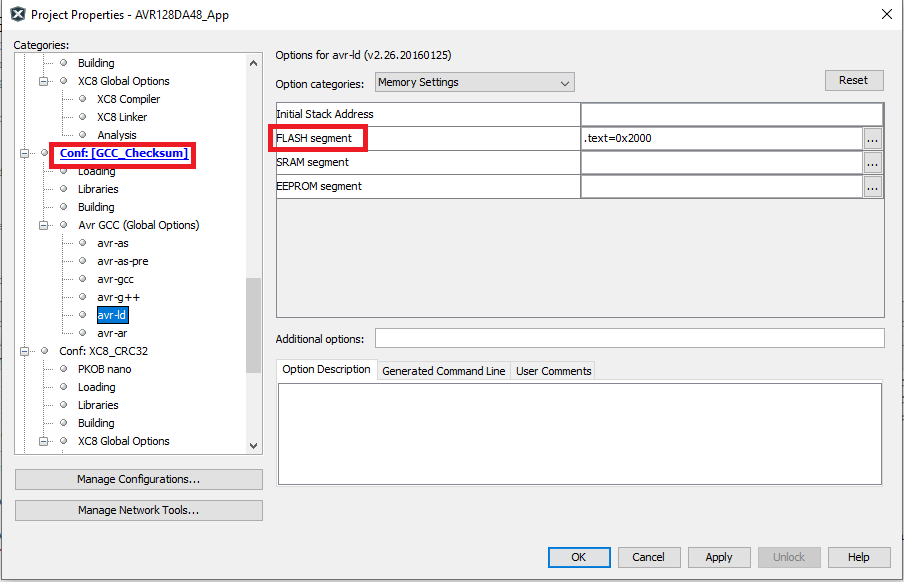 Project Properties - AVR128DA48_App
Categories:
Building
XC8 Global Options
XC8 Compiler
XC8 Linker
Analysis
Conf: [GCC_Checksum]
Loading
Libraries
Building
Avr GCC (Global Options)
avr-as
avr-as-pre
avr-gcc
avr-g++
avr-ld
avr-ar
Conf: XC8_CRC32
PKOB nano
Loading
Libraries
Building
XC8 Global Options
Manage Configurations...
Manage Network Tools...
Options for avr-ld (v2.26.20160125)
Option categories: Memory Settings Reset
Initial Stack Address
FLASH segment .text=0x2000 ...
SRAM segment ...
EEPROM segment ...
Additional options:
Option Description Generated Command Line User Comments
OK Cancel Apply Unlock Help